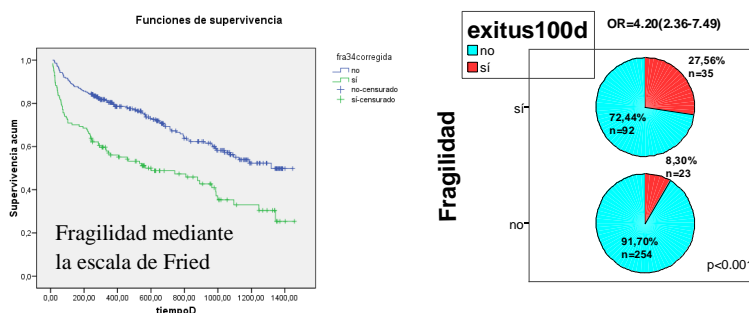 Funciones de supervivencia
fra34corregida
no
sí
no-censurado
sí-censurado
Supervivencia acum
1,0
0,8
0,6
0,4
0,2
0,0
Fragilidad mediante
la escala de Fried
0,00 200,00 400,00 600,00 800,00 1000,00 1200,00 1400,00
tiempoD
exitus100d
no
sí
OR=4.20(2.36-7.49)
Fragilidad
sí
27,56%
n=35
72,44%
n=92
no
8,30%
n=23
91,70%
n=254
p<0.001